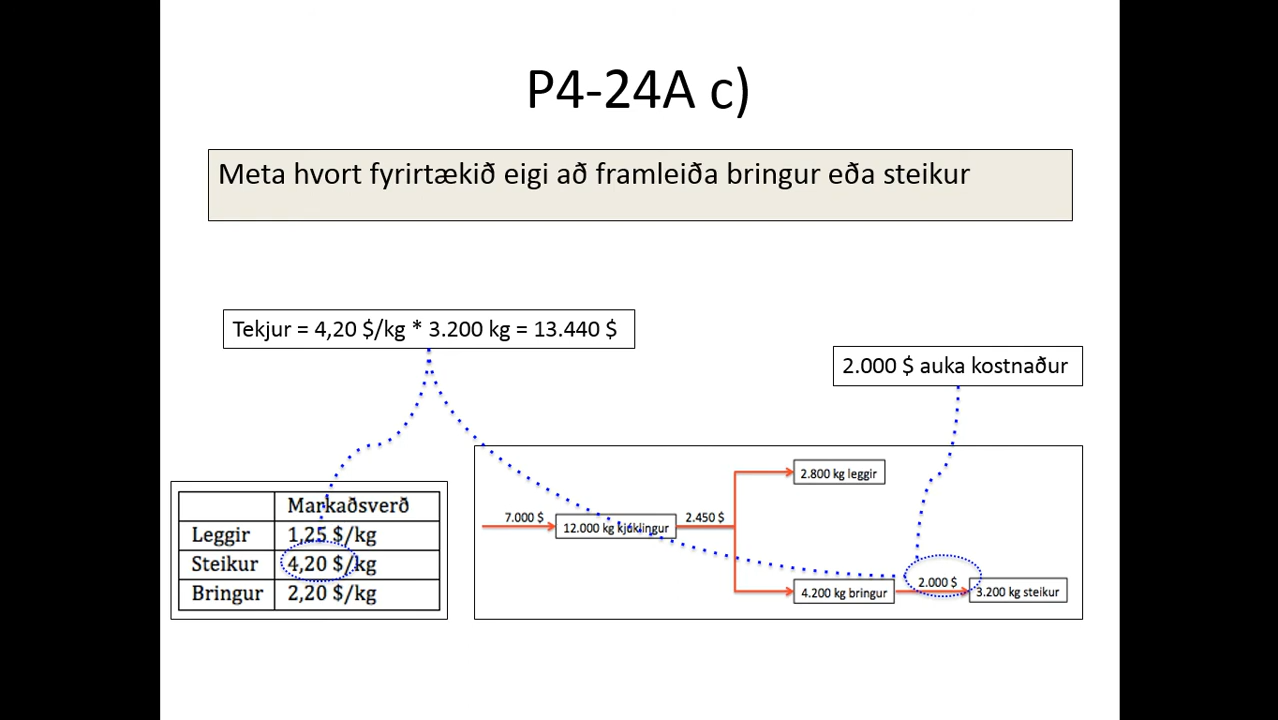 P4-24A c)
Meta hvort fyrirtækið eigi að framleiða bringur eða steikur
Tekjur = 4,20 $/kg * 3.200 kg = 13.440 $
2.000 $ auka kostnaður
Markaðsverð
Leggir 1,25 $/kg
Steikur 4,20 $/kg
Bringur 2,20 $/kg
2.800 kg leggir
7.000 $
12.000 kg kjúklingur
2.450 $
4.200 kg bringur
2.000 $
3.200 kg steikur